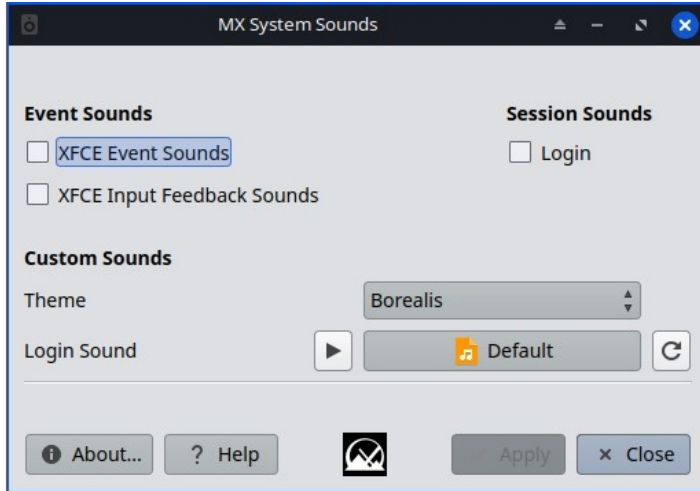 MX System Sounds
Event Sounds
Session Sounds
XFCE Event Sounds
Login
XFCE Input Feedback Sounds
Custom Sounds
Theme
Borealis
Login Sound
Default
About...
? Help
Apply
Close